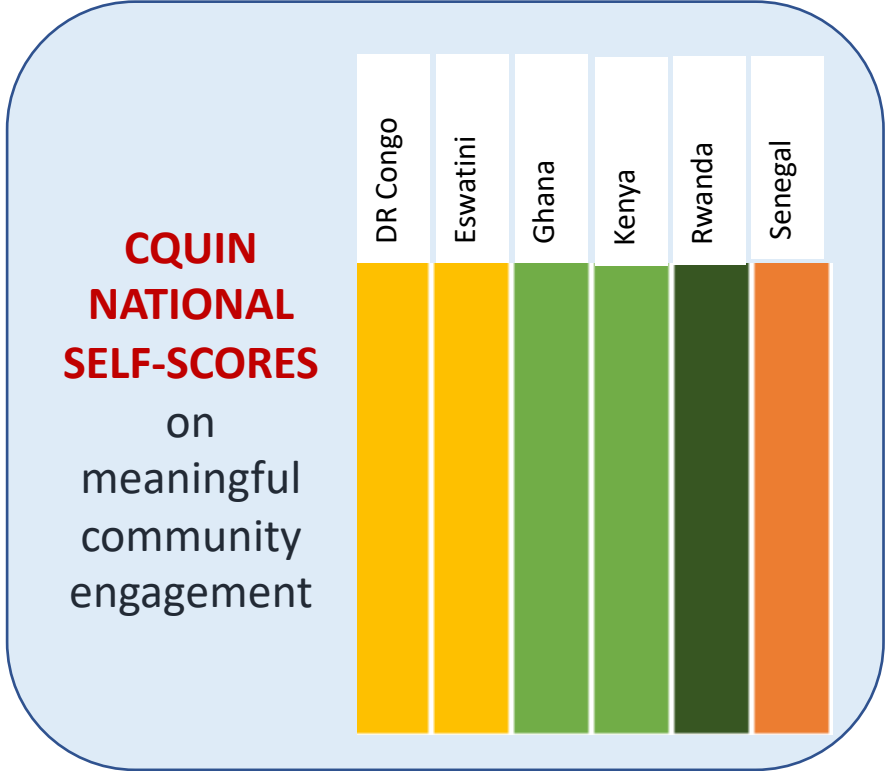 CQUIN
NATIONAL
SELF-SCORES
on
meaningful
community
engagement
DR Congo
Eswatini
Ghana
Kenya
Rwanda
Senegal